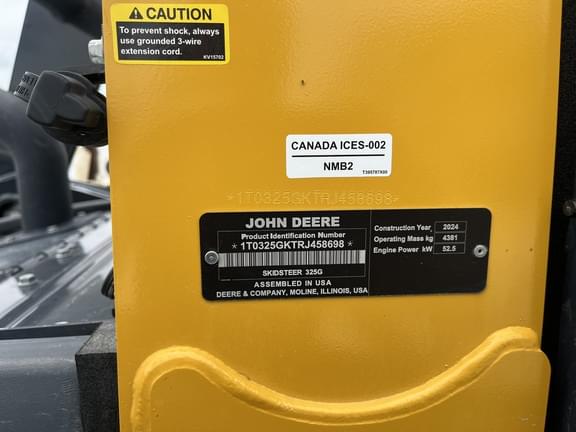 CAUTION
To prevent shock, always
use grounded 3-wire
extension cord.
KV15702
CANADA ICES-002
NMB2
*1T0325GKTRJ458698*
JOHN DEERE
Product Identification Number
* 1T0325GKTRJ458698 *
SKIDSTEER 325G
ASSEMBLED IN USA
DEERE & COMPANY, MOLINE, ILLINOIS, USA
Construction Year 2024
Operating Mass kg 4381
Engine Power kW 52.5